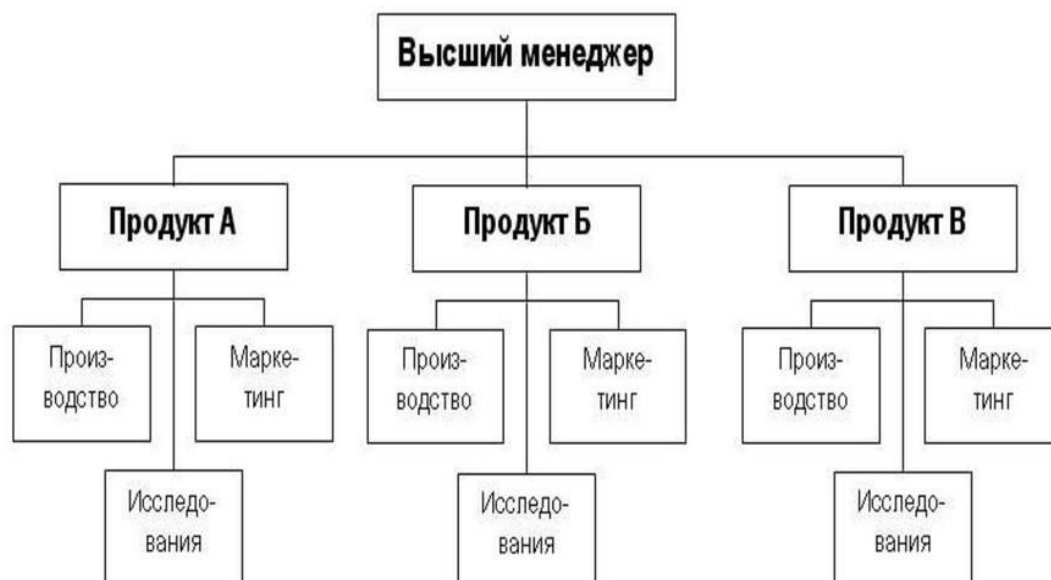 Высший менеджер
Продукт А
Продукт Б
Продукт В
Произ-
водство
Марке-
тинг
Произ-
водство
Марке-
тинг
Произ-
водство
Марке-
тинг
Исследо-
вания
Исследо-
вания
Исследо-
вания